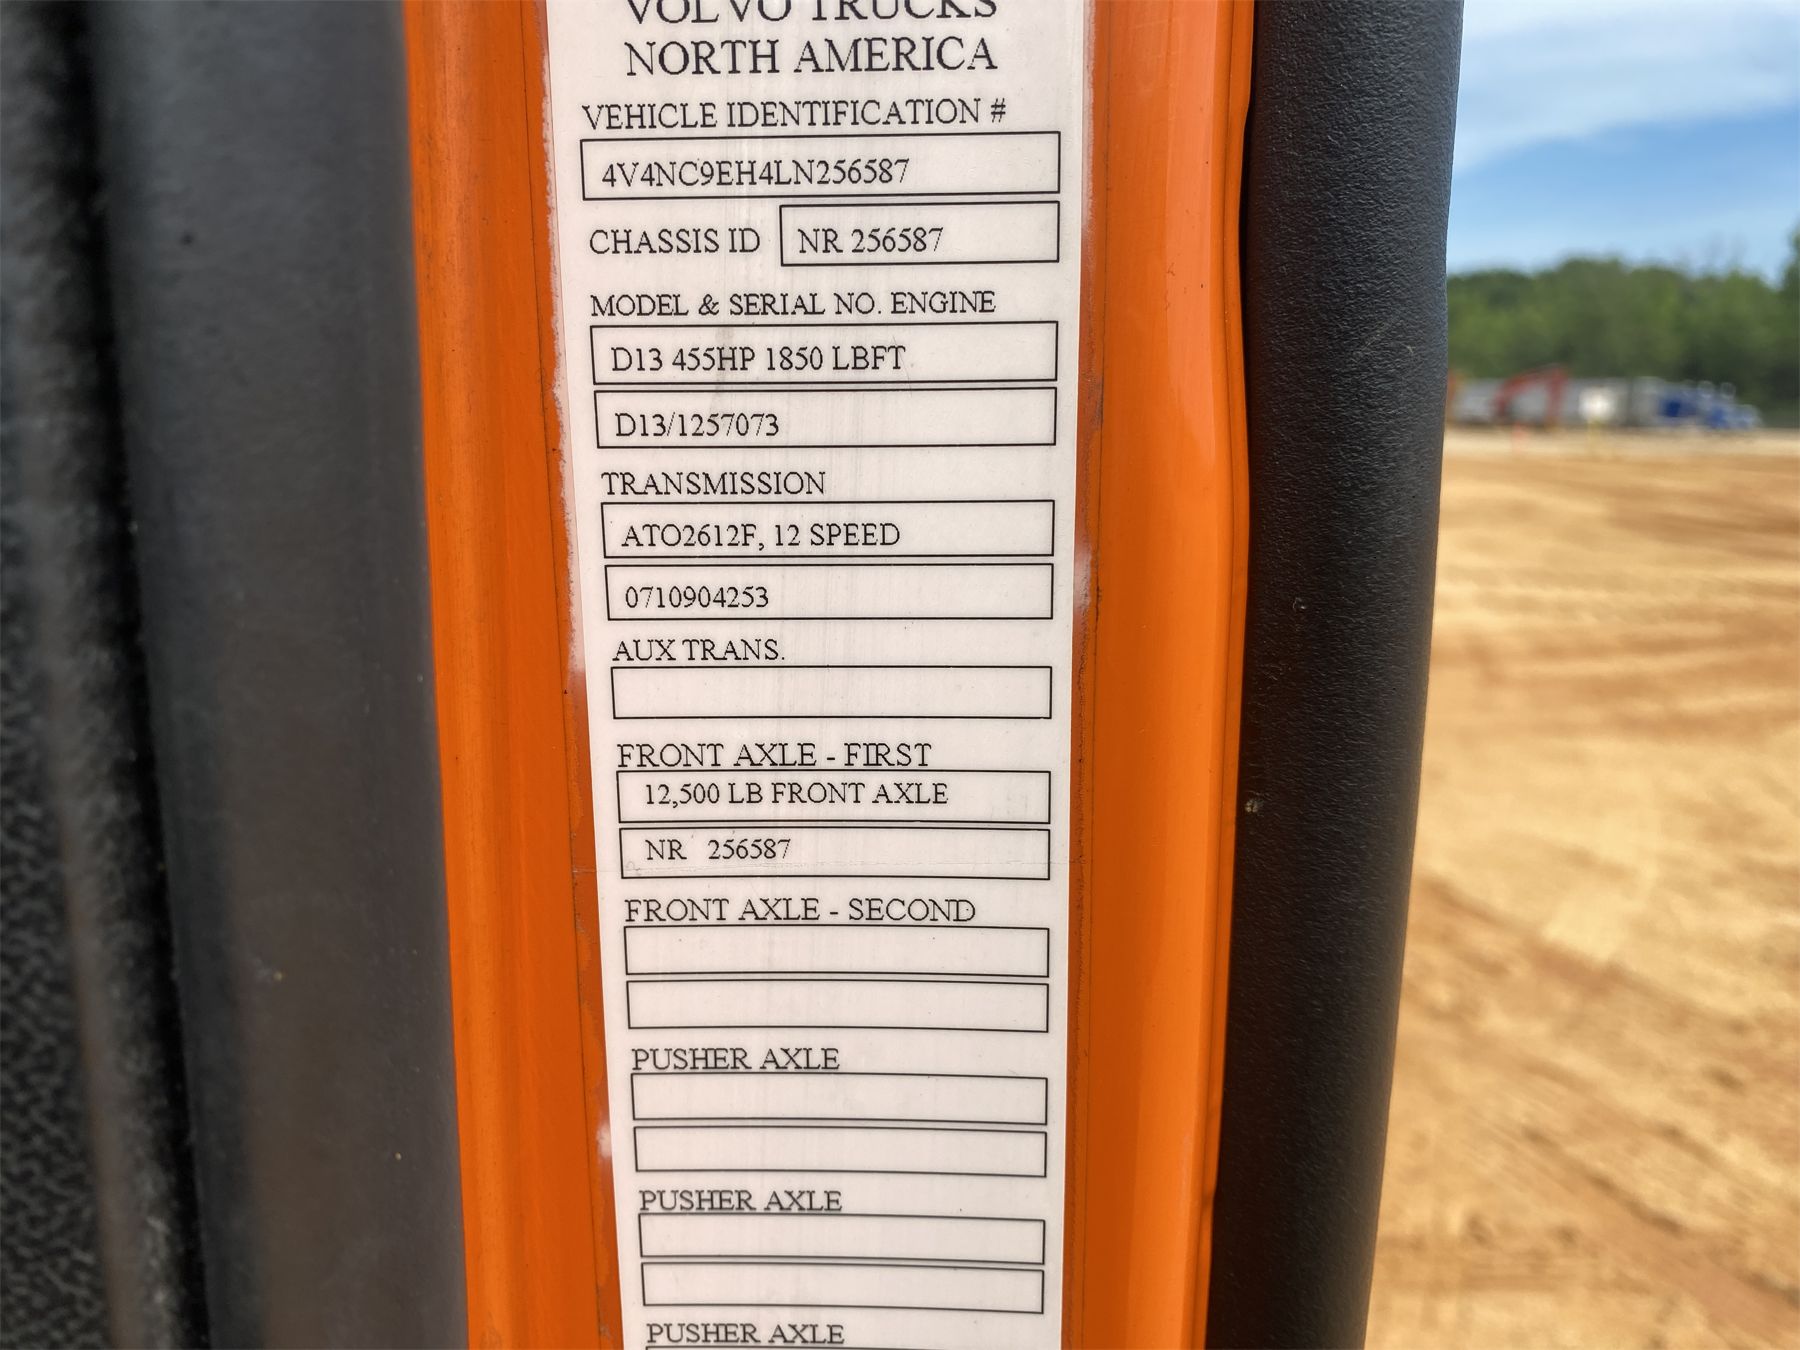 VOLVO TRUCKS
NORTH AMERICA
VEHICLE IDENTIFICATION #
4V4NC9EH4LN256587
CHASSIS ID NR 256587
MODEL & SERIAL NO. ENGINE
D13 455HP 1850 LBFT
D13/1257073
TRANSMISSION
ATO2612F, 12 SPEED
0710904253
AUX TRANS.
FRONT AXLE - FIRST
12,500 LB FRONT AXLE
NR 256587
FRONT AXLE - SECOND
PUSHER AXLE
PUSHER AXLE
PUSHER AXLE